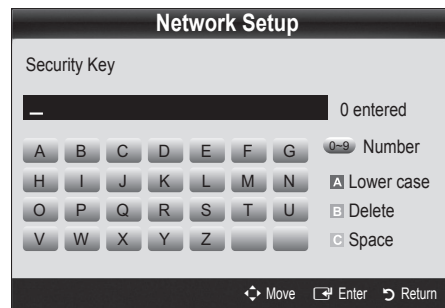 Network Setup
Security Key
_ 0 entered
A B C D E F G 0~9 Number
H I J K L M N A Lower case
O P Q R S T U B Delete
V W X Y Z C Space
Move Enter Return